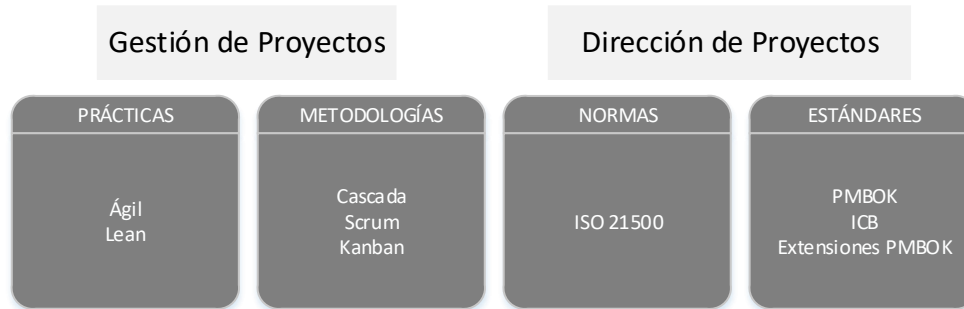 Gestión de Proyectos
Dirección de Proyectos
PRÁCTICAS
Ágil
Lean
METODOLOGÍAS
Cascada
Scrum
Kanban
NORMAS
ISO 21500
ESTÁNDARES
PMBOK
ICB
Extensiones PMBOK